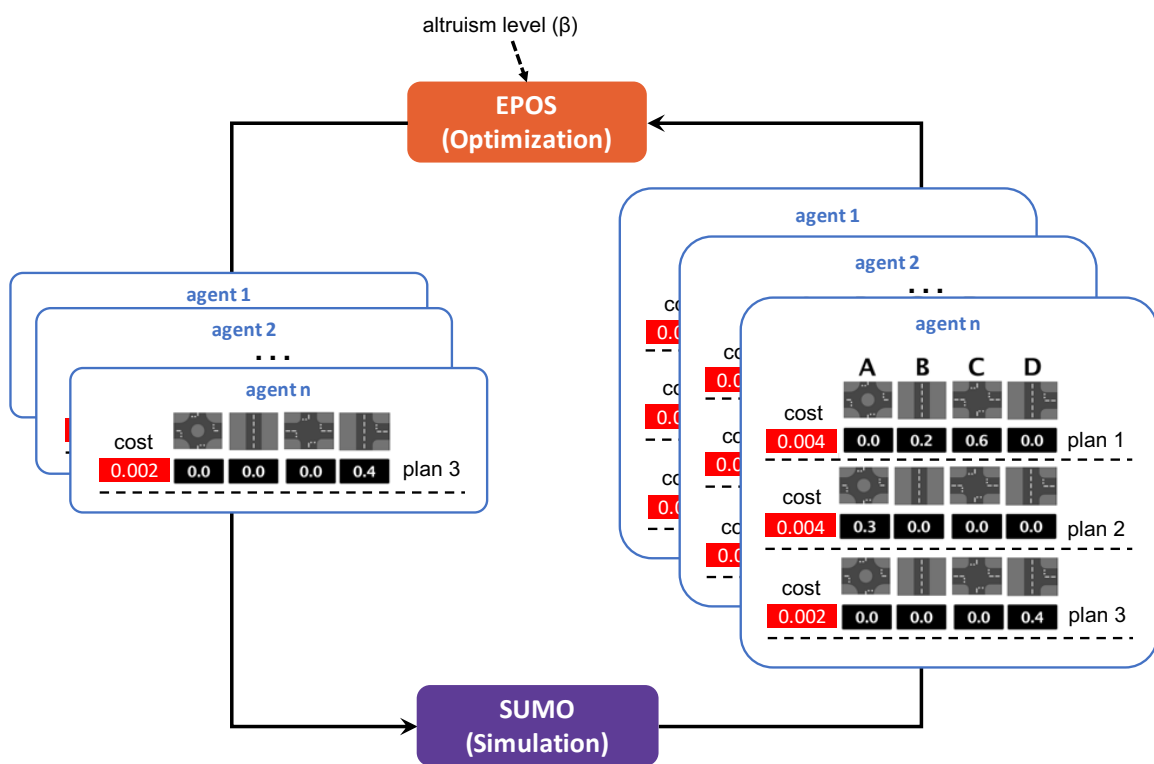 altruism level (β)
EPOS
(Optimization)
agent 1
agent 2
...
agent n
cost
0.002 0.0 0.0 0.0 0.4 plan 3
agent 1
agent 2
...
agent n
A B C D
cost
0.004 0.0 0.2 0.6 0.0 plan 1
cost
0.004 0.3 0.0 0.0 0.0 plan 2
cost
0.002 0.0 0.0 0.0 0.4 plan 3
SUMO
(Simulation)